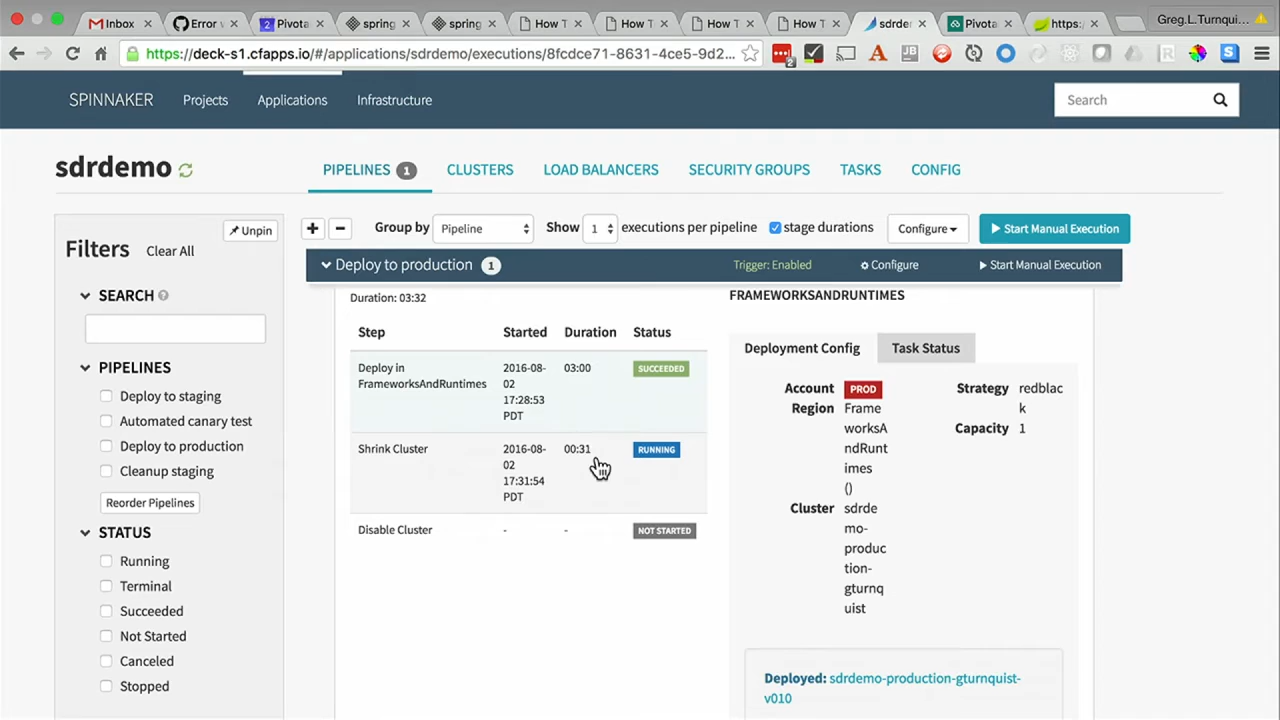 Inbox
Error v
Pivota
spring
spring
How T
How T
How T
How T
sdrde
Pivota
https:/
Greg.L.Turnqui...
https://deck-s1.cfapps.io/#/applications/sdrdemo/executions/8fcdce71-8631-4ce5-9d2...
SPINNAKER
Projects
Applications
Infrastructure
Search
sdrdemo
PIPELINES 1
CLUSTERS
LOAD BALANCERS
SECURITY GROUPS
TASKS
CONFIG
Unpin
Filters Clear All
SEARCH
PIPELINES
Deploy to staging
Automated canary test
Deploy to production
Cleanup staging
Reorder Pipelines
STATUS
Running
Terminal
Succeeded
Not Started
Canceled
Stopped
Group by Pipeline Show 1 executions per pipeline stage durations Configure Start Manual Execution
Deploy to production 1 Trigger: Enabled Configure Start Manual Execution
Duration: 03:32
Step Started Duration Status
Deploy in
FrameworksAndRuntimes
2016-08-
02
17:28:53
PDT
03:00
SUCCEEDED
Shrink Cluster
2016-08-
02
17:31:54
PDT
00:31
RUNNING
Disable Cluster - - NOT STARTED
FRAMEWORKSANDRUNTIMES
Deployment Config Task Status
Account PROD
Region Frame
worksA
ndRunt
imes
()
Cluster sdrde
mo-
produc
tion-
gturnq
uist
Strategy redblac
k
Capacity 1
Deployed: sdrdemo-production-gturnquist-
v010